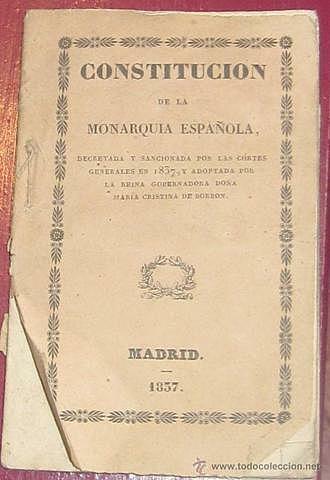 CONSTITUCION
DE LA
MONARQUIA ESPAÑOLA,
DECRETADA Y SANCIONADA POR LAS CÓRTES
GENERALES EN 1837, Y ADOPTADA POR
LA REINA GOBERNADORA DOÑA
MARIA CRISTINA DE BORBON.
MADRID.
1837.
www.todocoleccion.net